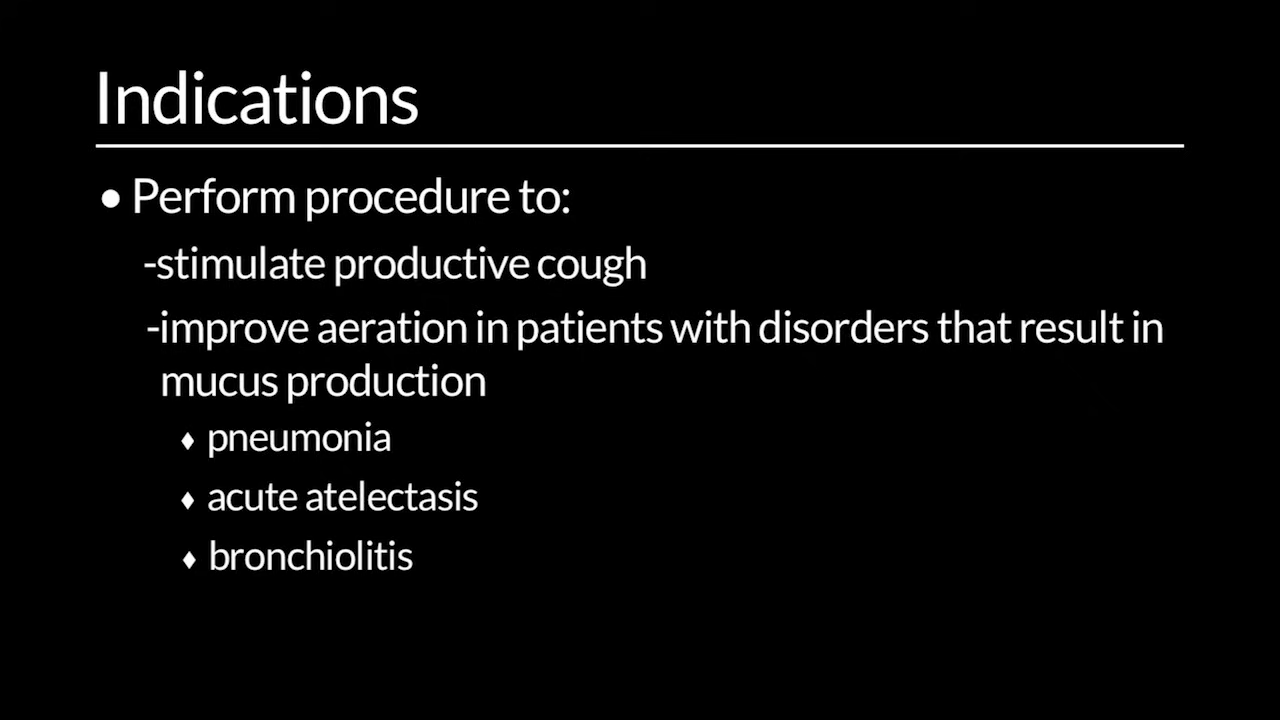 Indications
• Perform procedure to:
-stimulate productive cough
-improve aeration in patients with disorders that result in
mucus production
♦ pneumonia
♦ acute atelectasis
♦ bronchiolitis